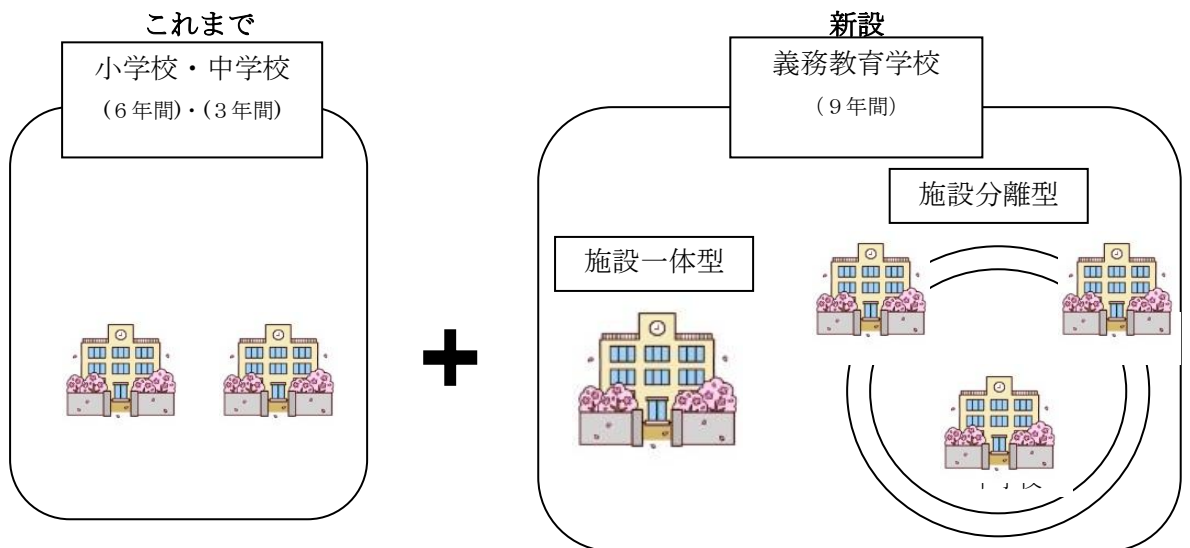 これまで
小学校・中学校
(6年間)・(3年間)
新設
義務教育学校
(9年間)
施設分離型
施設一体型